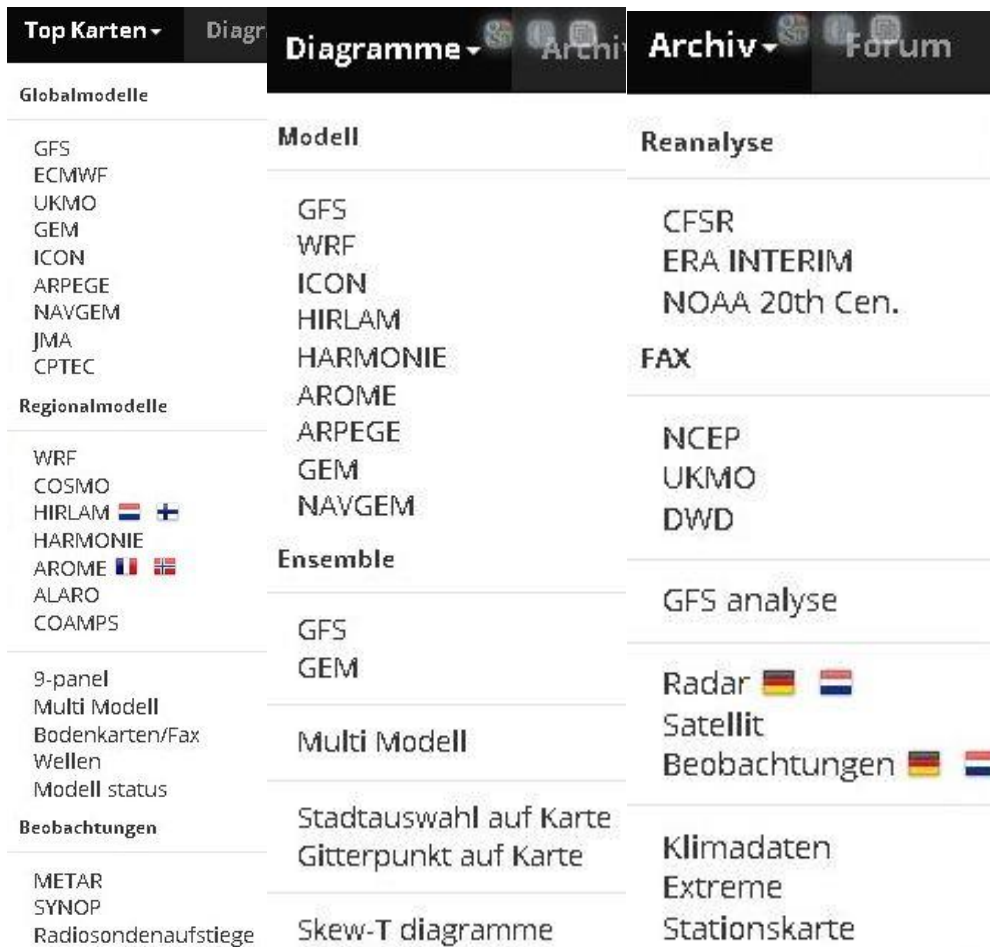 Top Karten
Diagr
Globalmodelle
GFS
ECMWF
UKMO
GEM
ICON
ARPEGE
NAVGEM
JMA
CPTEC
Regionalmodelle
WRF
COSMO
HIRLAM
HARMONIE
AROME
ALARO
COAMPS
9-panel
Multi Modell
Bodenkarten/Fax
Wellen
Modell status
Beobachtungen
METAR
SYNOP
Radiosondenaufstiege
Diagramme
Archiv
Modell
GFS
WRF
ICON
HIRLAM
HARMONIE
AROME
ARPEGE
GEM
NAVGEM
Ensemble
GFS
GEM
Multi Modell
Stadtauswahl auf Karte
Gitterpunkt auf Karte
Skew-T diagramme
Archiv
Forum
Reanalyse
CFSR
ERA INTERIM
NOAA 20th Cen.
FAX
NCEP
UKMO
DWD
GFS analyse
Radar
Satellit
Beobachtungen
Klimadaten
Extreme
Stationskarte